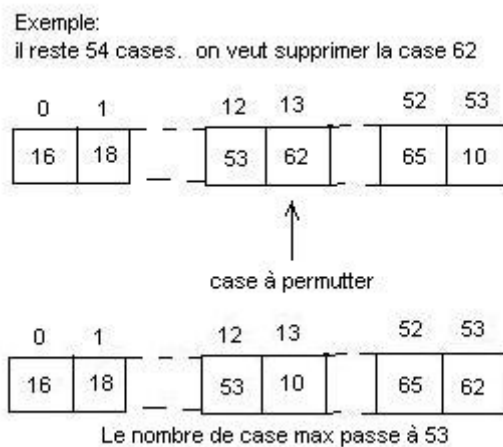 Exemple:
il reste 54 cases.. on veut supprimer la case 62
0 1 12 13 52 53
16 18 53 62 65 10
case à permutter
0 1 12 13 52 53
16 18 53 10 65 62
Le nombre de case max passe à 53